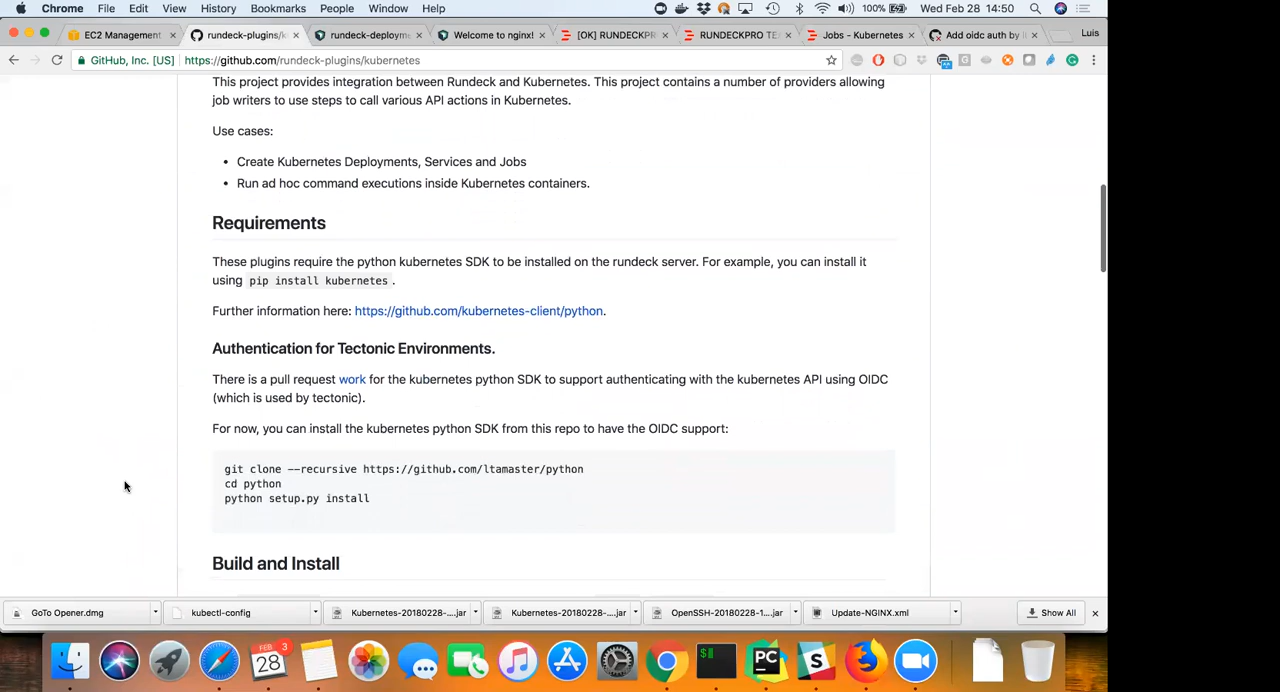 Chrome File Edit View History Bookmarks People Window Help 100% Wed Feb 28 14:50
EC2 Management rundeck-plugins/ku rundeck-deployme Welcome to nginx! [OK] RUNDECKPR RUNDECKPRO TE Jobs - Kubernetes Add oidc auth by l Luis
GitHub, Inc. [US] https://github.com/rundeck-plugins/kubernetes
This project provides integration between Rundeck and Kubernetes. This project contains a number of providers allowing
job writers to use steps to call various API actions in Kubernetes.
Use cases:
• Create Kubernetes Deployments, Services and Jobs
• Run ad hoc command executions inside Kubernetes containers.
Requirements
These plugins require the python kubernetes SDK to be installed on the rundeck server. For example, you can install it
using pip install kubernetes .
Further information here: https://github.com/kubernetes-client/python.
Authentication for Tectonic Environments.
There is a pull request work for the kubernetes python SDK to support authenticating with the kubernetes API using OIDC
(which is used by tectonic).
For now, you can install the kubernetes python SDK from this repo to have the OIDC support:
git clone --recursive https://github.com/ltamaster/python
cd python
python setup.py install
Build and Install
GoTo Opener.dmg kubectl-config Kubernetes-20180228-....jar Kubernetes-20180228-....jar OpenSSH-20180228-1....jar Update-NGINX.xml Show All
FEB 3
28 $ PC S